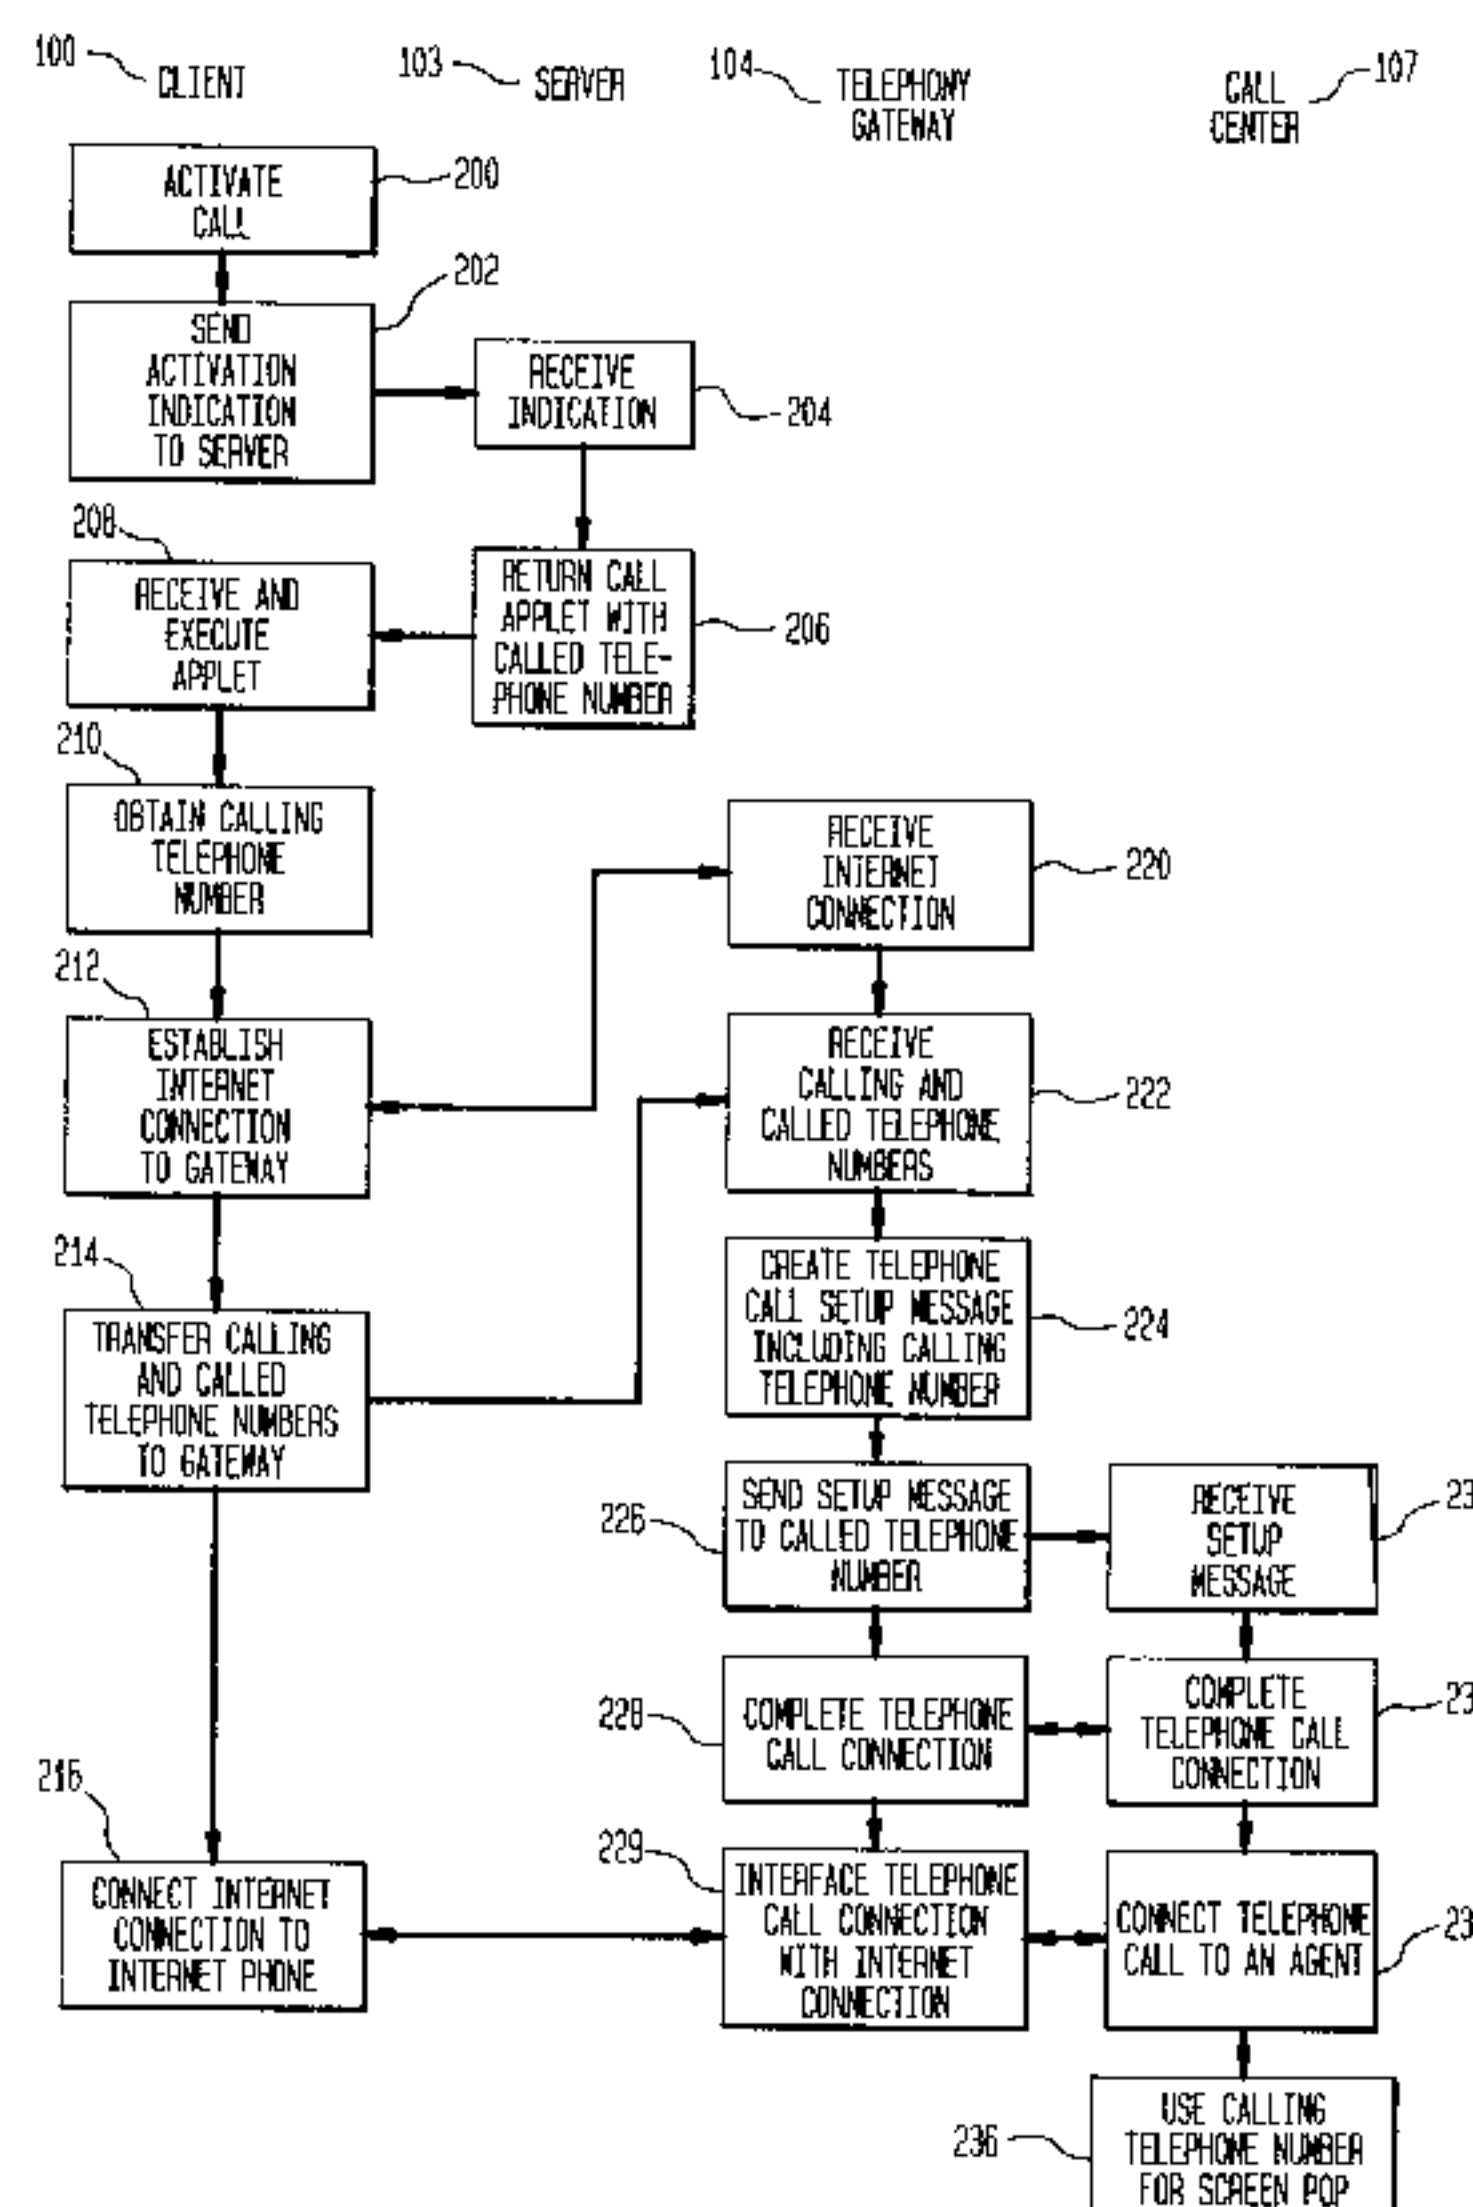 100
CLIENT
103
SERVER
104
TELEPHONY
GATEWAY
CALL
CENTER
107
ACTIVATE
CALL
200
SEND
ACTIVATION
INDICATION
TO SERVER
202
RECEIVE
INDICATION
204
208
RECEIVE AND
EXECUTE
APPLET
RETURN CALL
APPLET WITH
CALLED TELE-
PHONE NUMBER
206
210
OBTAIN CALLING
TELEPHONE
NUMBER
RECEIVE
INTERNET
CONNECTION
220
212
ESTABLISH
INTERNET
CONNECTION
TO GATEWAY
RECEIVE
CALLING AND
CALLED TELEPHONE
NUMBERS
222
214
TRANSFER CALLING
AND CALLED
TELEPHONE NUMBERS
TO GATEWAY
CREATE TELEPHONE
CALL SETUP MESSAGE
INCLUDING CALLING
TELEPHONE NUMBER
224
226
SEND SETUP MESSAGE
TO CALLED TELEPHONE
NUMBER
RECEIVE
SETUP
MESSAGE
23
228
COMPLETE TELEPHONE
CALL CONNECTION
COMPLETE
TELEPHONE CALL
CONNECTION
23
216
CONNECT INTERNET
CONNECTION TO
INTERNET PHONE
229
INTERFACE TELEPHONE
CALL CONNECTION
WITH INTERNET
CONNECTION
CONNECT TELEPHONE
CALL TO AN AGENT
23
236
USE CALLING
TELEPHONE NUMBER
FOR SCREEN POP